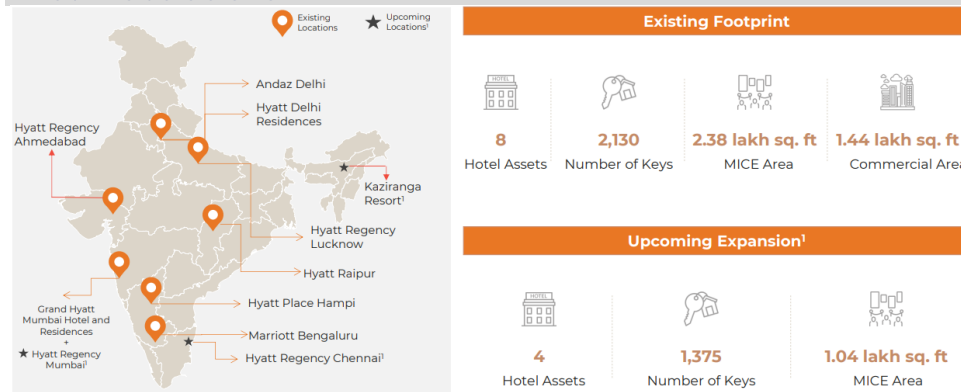 Existing
Locations
Upcoming
Locations¹
Andaz Delhi
Hyatt Delhi
Residences
Hyatt Regency
Ahmedabad
Kaziranga
Resort¹
Hyatt Regency
Lucknow
Hyatt Raipur
Grand Hyatt
Mumbai Hotel and
Residences
+
★ Hyatt Regency
Mumbai¹
Hyatt Place Hampi
Marriott Bengaluru
Hyatt Regency Chennai¹
Existing Footprint
HOTEL
8
Hotel Assets
2,130
Number of Keys
2.38 lakh sq. ft
MICE Area
1.44 lakh sq. ft
Commercial Area
Upcoming Expansion¹
HOTEL
4
Hotel Assets
1,375
Number of Keys
1.04 lakh sq. ft
MICE Area